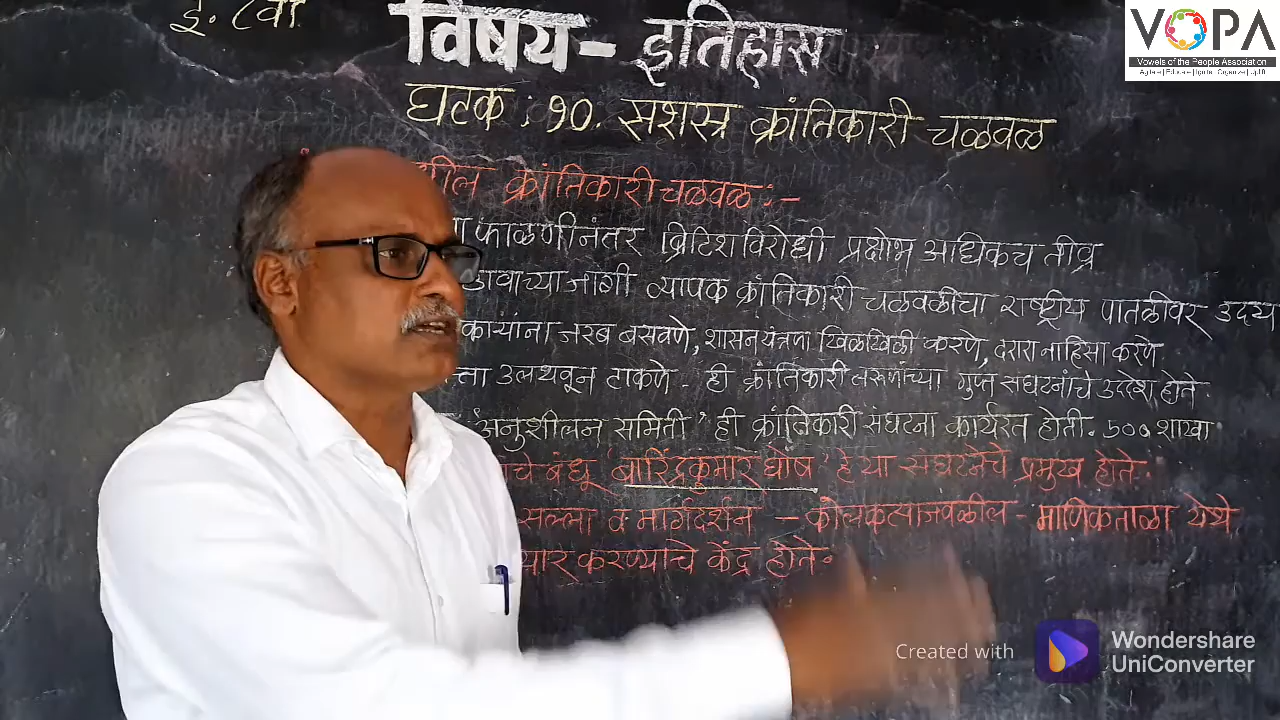 इ. ८वी
विषय- इतिहास
घटक : १०. सशस्त्र क्रांतिकारी चळवळ
क्रांतिकारी चळवळ :-
फाळणीनंतर ब्रिटिशविरोधी प्रक्षोभ अधिकच तीव्र
जागी व्यापक क्रांतिकारी चळवळीचा राष्ट्रीय पातळीवर उदय
जरब बसवणे, शासनयंत्रणा खिळखिळी करणे, दरारा नाहिसा करणे
उलथवून टाकणे - ही क्रांतिकारी तरूणांच्या गुप्त संघटनांचे उद्देश होते.
'अनुशीलन समिती' ही क्रांतिकारी संघटना कार्यरत होती. ५०० शाखा
बंधू 'बारिंद्रकुमार घोष' हे या संघटनेचे प्रमुख होते.
सल्ला व मार्गदर्शन - कोलकत्ताजवळील - माणिकताळा येथे
करण्याचे केंद्र होते.
VOPA
Vowels of the People Association
Created with
Wondershare
UniConverter